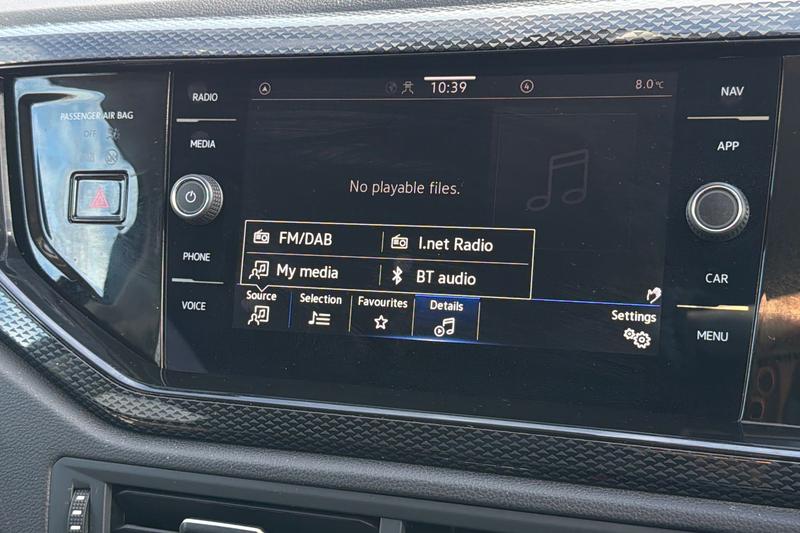 RADIO
MEDIA
PHONE
VOICE
PASSENGER AIR BAG
OFF
10:39
4
8.0°C
No playable files.
FM/DAB
I.net Radio
My media
BT audio
Source
Selection
Favourites
Details
Settings
NAV
APP
CAR
MENU